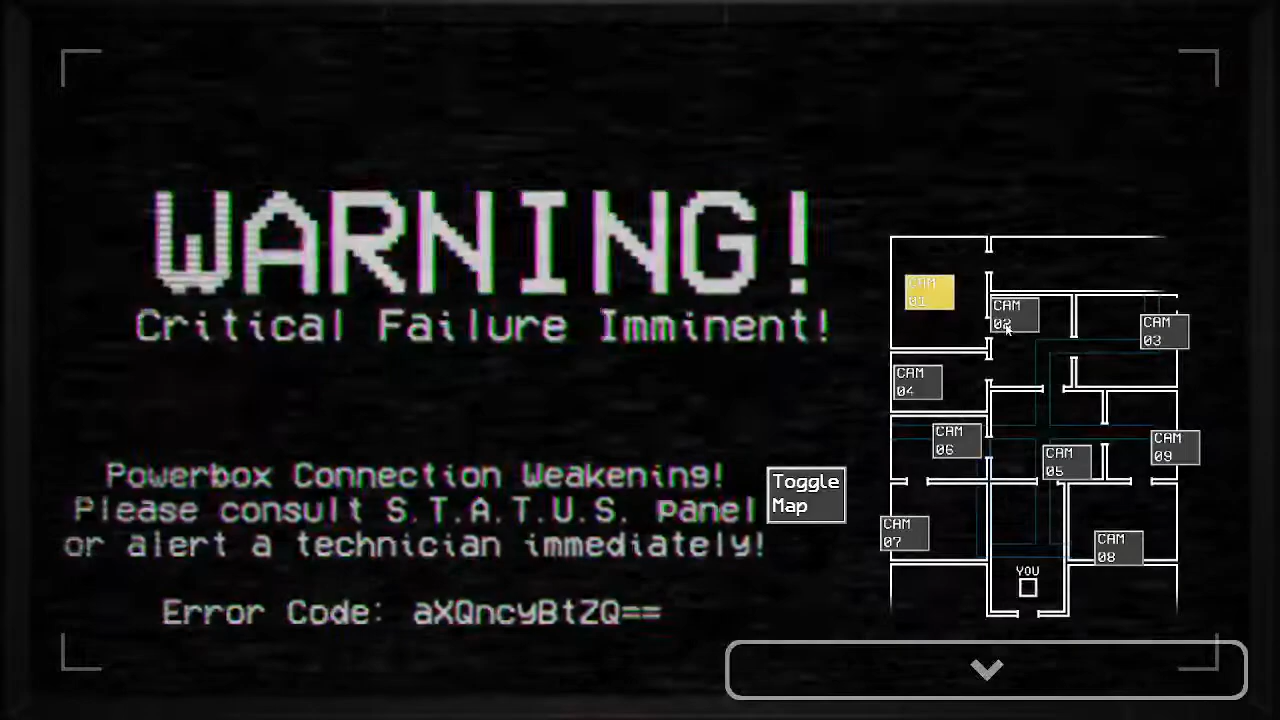 WARNING!
Critical Failure Imminent!
Powerbox Connection Weakening!
Please consult S.T.A.T.U.S. panel
or alert a technician immediately!
Error Code: aXQncyBtZQ==
Toggle
Map
CAM
01
CAM
02
CAM
03
CAM
04
CAM
06
CAM
05
CAM
09
CAM
07
CAM
08
YOU